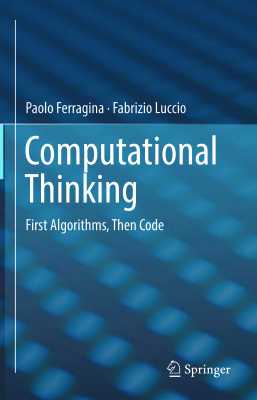 Paolo Ferragina · Fabrizio Luccio
Computational
Thinking
First Algorithms, Then Code
Springer